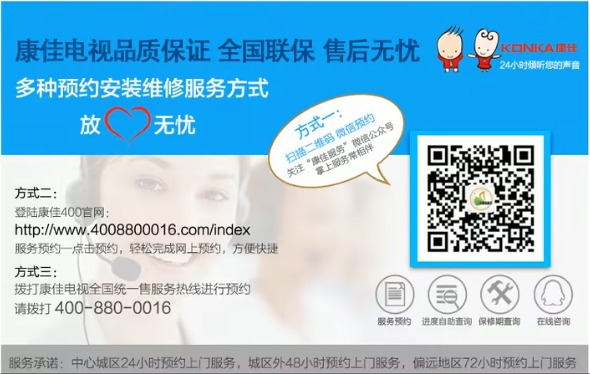 康佳电视品质保证 全国联保 售后无忧
KONKA康佳
24小时倾听您的声音
多种预约安装维修服务方式
放 无忧
方式一：
扫描二维码 微信预约
关注“康佳服务”微信公众号
掌上服务常相伴
方式二：
登陆康佳400官网：
http://www.4008800016.com/index
服务预约一点击预约，轻松完成网上预约，方便快捷
方式三：
拨打康佳电视全国统一售服务热线进行预约
请拨打 400-880-0016
服务预约 进度自助查询 保修期查询 在线咨询
服务承诺：中心城区24小时预约上门服务，城区外48小时预约上门服务，偏远地区72小时预约上门服务